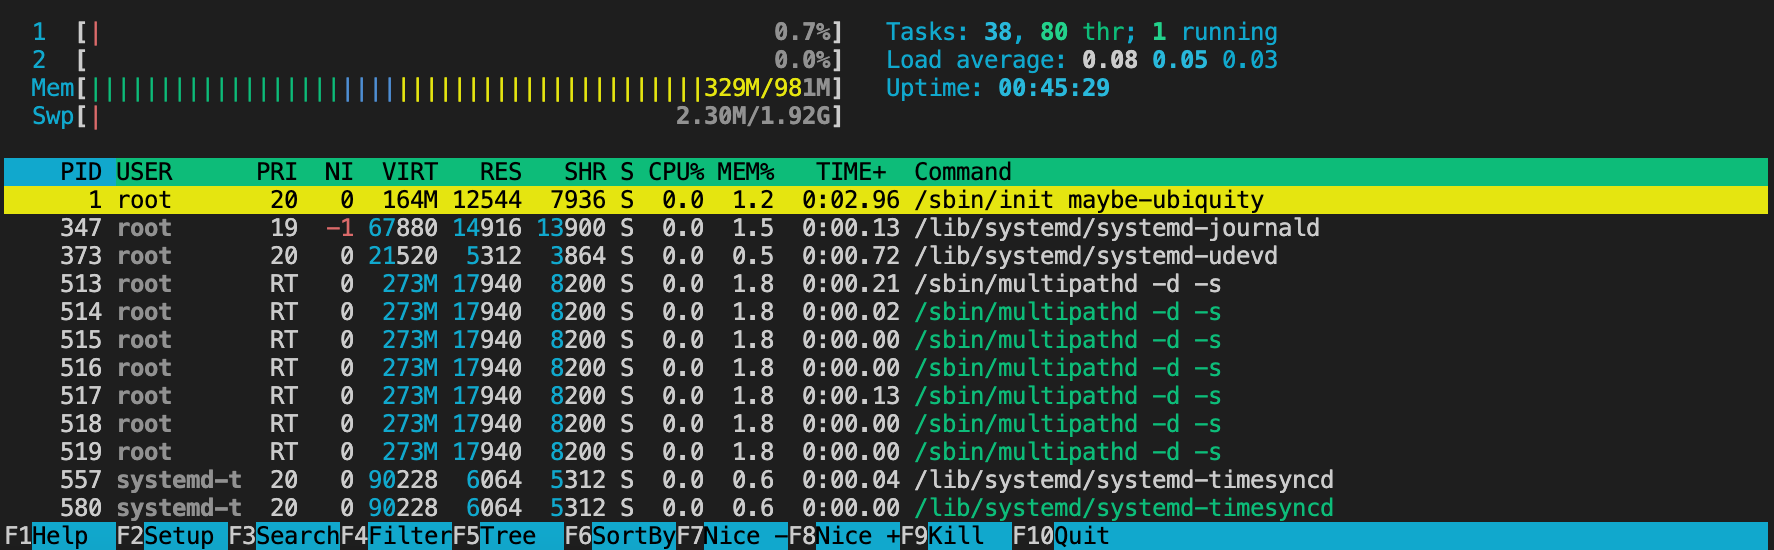 1 [| 0.7%] Tasks: 38, 80 thr; 1 running
2 [ 0.0%] Load average: 0.08 0.05 0.03
Mem[||||||||||||||||||||||||||||||||||||||||||||329M/981M] Uptime: 00:45:29
Swp[| 2.30M/1.92G]
PID USER PRI NI VIRT RES SHR S CPU% MEM% TIME+ Command
1 root 20 0 164M 12544 7936 S 0.0 1.2 0:02.96 /sbin/init maybe-ubiquity
347 root 19 -1 67880 14916 13900 S 0.0 1.5 0:00.13 /lib/systemd/systemd-journald
373 root 20 0 21520 5312 3864 S 0.0 0.5 0:00.72 /lib/systemd/systemd-udevd
513 root RT 0 273M 17940 8200 S 0.0 1.8 0:00.21 /sbin/multipathd -d -s
514 root RT 0 273M 17940 8200 S 0.0 1.8 0:00.02 /sbin/multipathd -d -s
515 root RT 0 273M 17940 8200 S 0.0 1.8 0:00.00 /sbin/multipathd -d -s
516 root RT 0 273M 17940 8200 S 0.0 1.8 0:00.00 /sbin/multipathd -d -s
517 root RT 0 273M 17940 8200 S 0.0 1.8 0:00.13 /sbin/multipathd -d -s
518 root RT 0 273M 17940 8200 S 0.0 1.8 0:00.00 /sbin/multipathd -d -s
519 root RT 0 273M 17940 8200 S 0.0 1.8 0:00.00 /sbin/multipathd -d -s
557 systemd-t 20 0 90228 6064 5312 S 0.0 0.6 0:00.04 /lib/systemd/systemd-timesyncd
580 systemd-t 20 0 90228 6064 5312 S 0.0 0.6 0:00.00 /lib/systemd/systemd-timesyncd
F1Help F2Setup F3SearchF4FilterF5Tree F6SortByF7Nice -F8Nice +F9Kill F10Quit